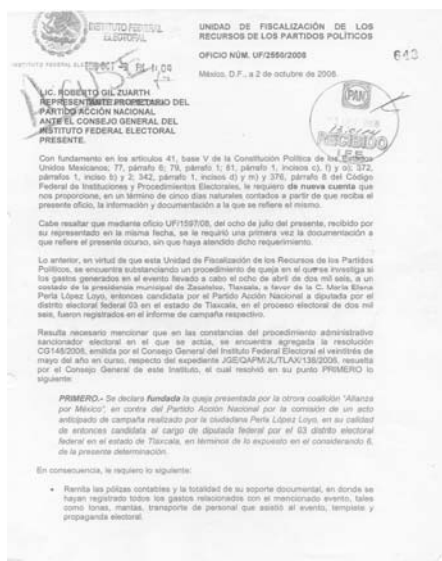 INSTITUTO FEDERAL
ELECTORAL
UNIDAD DE FISCALIZACIÓN DE LOS
RECURSOS DE LOS PARTIDOS POLÍTICOS
OFICIO NÚM. UF/2550/2008
643
México, D.F., a 2 de octubre de 2008.
LIC. ROBERTO GIL ZUARTH
REPRESENTANTE PROPIETARIO DEL
PARTIDO ACCIÓN NACIONAL
ANTE EL CONSEJO GENERAL DEL
INSTITUTO FEDERAL ELECTORAL
PRESENTE.
PAN
Con fundamento en los artículos 41, base V de la Constitución Política de los Estados
Unidos Mexicanos; 77, párrafo 6; 79, párrafo 1; 81, párrafo 1, incisos c), f) y o); 372,
párrafos 1, inciso b) y 2; 342, párrafo 1, incisos d) y m) y 376, párrafo 8 del Código
Federal de Instituciones y Procedimientos Electorales, le requiero de nueva cuenta que
nos proporcione, en un término de cinco días naturales contados a partir de que reciba el
presente oficio, la información y documentación a la que se refiere el mismo.
Cabe resaltar que mediante oficio UF/1597/08, del ocho de julio del presente, recibido por
su representado en la misma fecha, se le requirió una primera vez la documentación a
que refiere el presente ocurso, sin que haya atendido dicho requerimiento.
Lo anterior, en virtud de que esta Unidad de Fiscalización de los Recursos de los Partidos
Políticos, se encuentra substanciando un procedimiento de queja en el que se investiga si
los gastos generados en el evento llevado a cabo el ocho de abril de dos mil seis, a un
costado de la presidencia municipal de Zacatelco, Tlaxcala, a favor de la C. María Elena
Perla López Loyo, entonces candidata por el Partido Acción Nacional a diputada por el
distrito electoral federal 03 en el estado de Tlaxcala, en el proceso electoral de dos mil
seis, fueron reportados en el informe de campaña respectivo.
Resulta necesario mencionar que en las constancias del procedimiento administrativo
sancionador electoral en el que se actúa, se encuentra agregada la resolución
CG148/2008, emitida por el Consejo General del Instituto Federal Electoral el veintitrés de
mayo del año en curso, respecto del expediente JGE/QAPM/JL/TLAX/138/2006, resuelta
por el Consejo General de este Instituto, el cual resolvió en su punto PRIMERO lo
siguiente:
PRIMERO.- Se declara fundada la queja presentada por la otrora coalición "Alianza
por México", en contra del Partido Acción Nacional por la comisión de un acto
anticipado de campaña realizado por la ciudadana Perla López Loyo, en su calidad
de entonces candidata al cargo de diputada federal por el 03 distrito electoral
federal en el estado de Tlaxcala, en términos de lo expuesto en el considerando 6,
de la presente determinación.
En consecuencia, le requiero lo siguiente:
• Remita las pólizas contables y la totalidad de su soporte documental, en donde se
hayan registrado todos los gastos relacionados con el mencionado evento, tales
como lonas, mantas, transporte de personal que asistió al evento, templete y
propaganda electoral.